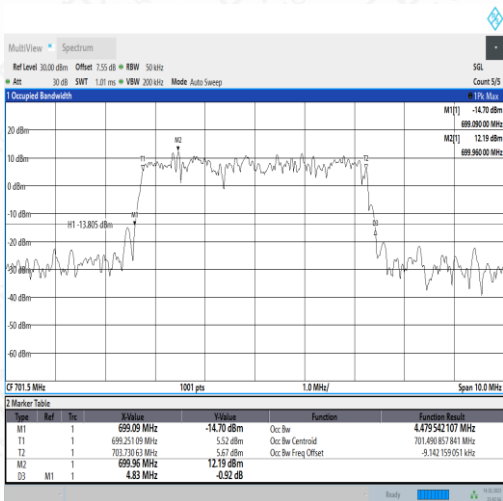 MultiView Spectrum
Ref Level 30.00 dBm Offset 7.55 dB RBW 50 kHz SGL
Att 30 dB SWT 1.01 ms VBW 200 kHz Mode Auto Sweep Count 5/5
1 Occupied Bandwidth 1Pk Max
M1[1] -14.70 dBm
699.090 00 MHz
M2[1] 12.19 dBm
699.960 00 MHz
20 dBm
M2
T1 T2
10 dBm
0 dBm
-10 dBm
M1
H1 -13.805 dBm
D3
-20 dBm
-30 dBm
-40 dBm
-50 dBm
-60 dBm
CF 701.5 MHz 1001 pts 1.0 MHz/ Span 10.0 MHz
2 Marker Table
Type Ref Trc X-Value Y-Value Function Function Result
M1 1 699.09 MHz -14.70 dBm Occ Bw 4.479 542 107 MHz
T1 1 699.251 09 MHz 5.52 dBm Occ Bw Centroid 701.490 857 841 MHz
T2 1 703.730 63 MHz 5.67 dBm Occ Bw Freq Offset -9.142 159 051 kHz
M2 1 699.96 MHz 12.19 dBm
D3 M1 1 4.83 MHz -0.92 dB
Ready